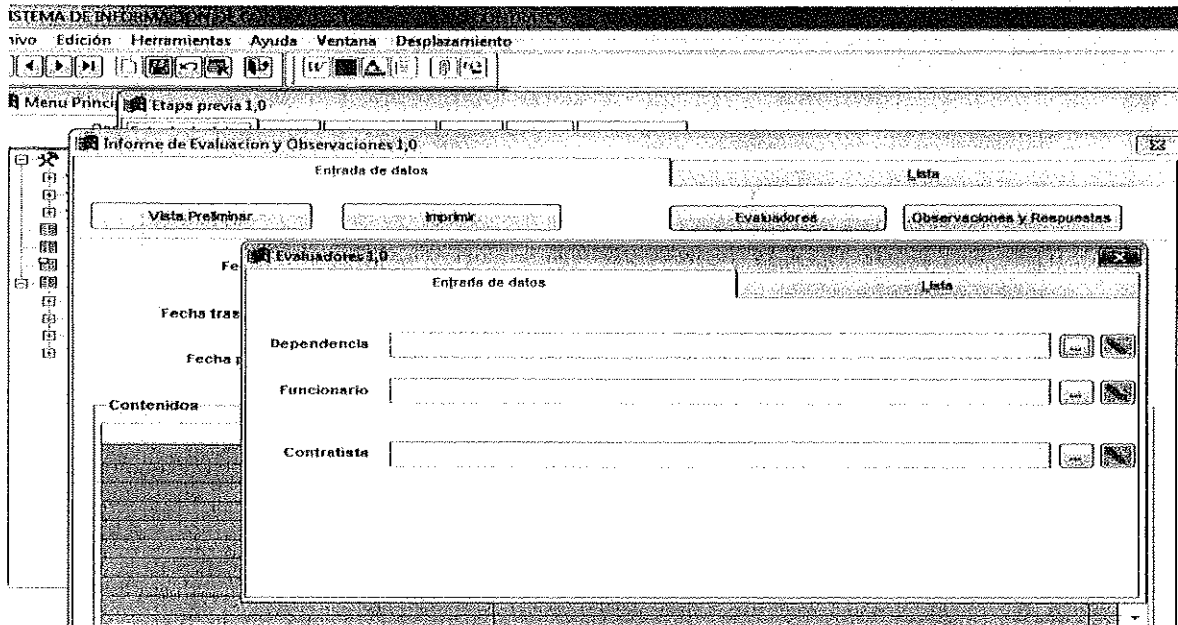 ISTEMA DE INFORMACION DE
ivo Edición Herramientas Ayuda Ventana Desplazamiento
Menu Princi
Etapa previa 1,0
Informe de Evaluacion y Observaciones 1,0
Entrada de datos Lista
Vista Preliminar Imprimir Evaluadores Observaciones y Respuestas
Evaluadores 1,0
Fe
Entrada de datos Lista
Fecha tras
Dependencia
Fecha p
Funcionario
Contenidos
Contratista